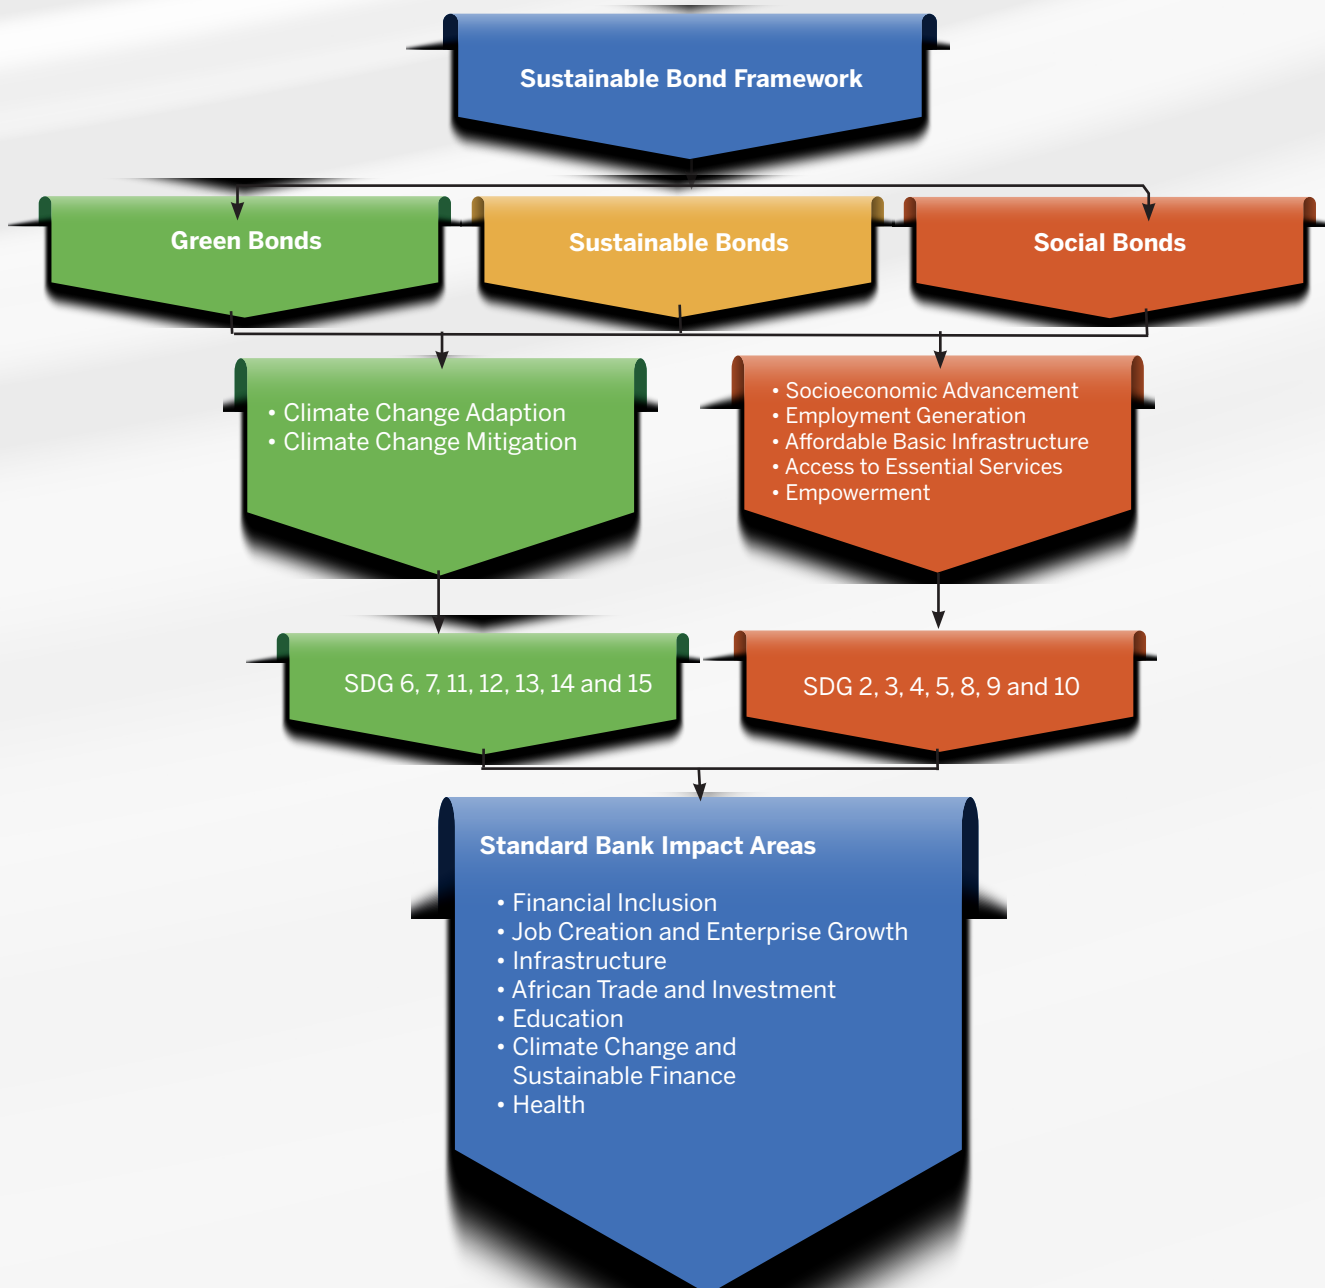 Sustainable Bond Framework
Green Bonds
Sustainable Bonds
Social Bonds
• Climate Change Adaption
• Climate Change Mitigation
• Socioeconomic Advancement
• Employment Generation
• Affordable Basic Infrastructure
• Access to Essential Services
• Empowerment
SDG 6, 7, 11, 12, 13, 14 and 15
SDG 2, 3, 4, 5, 8, 9 and 10
Standard Bank Impact Areas
• Financial Inclusion
• Job Creation and Enterprise Growth
• Infrastructure
• African Trade and Investment
• Education
• Climate Change and
Sustainable Finance
• Health